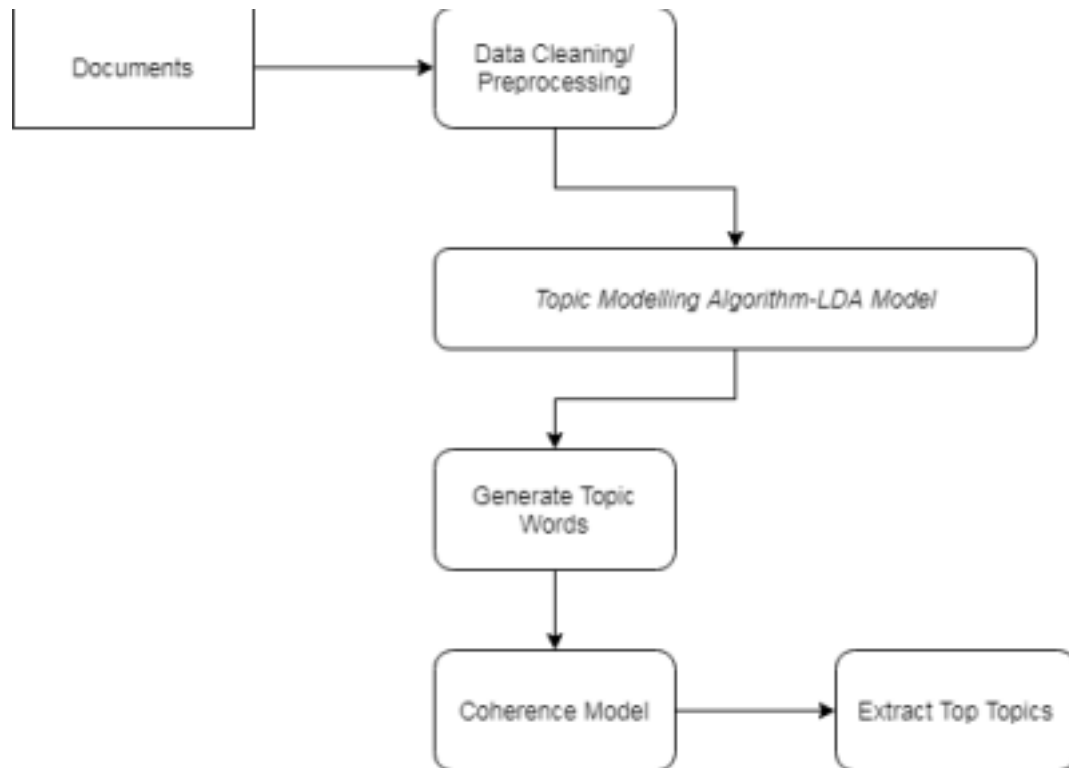 Documents
Data Cleaning/
Preprocessing
Topic Modelling Algorithm-LDA Model
Generate Topic
Words
Coherence Model
Extract Top Topics